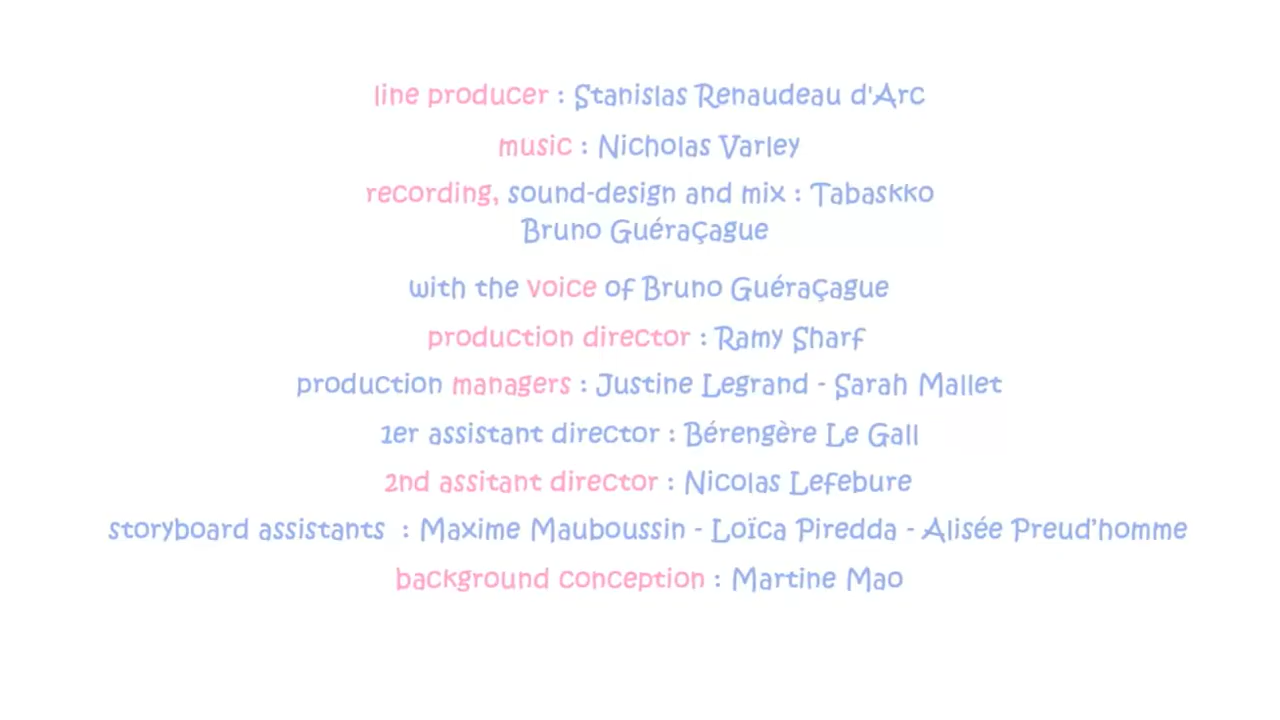 line producer : Stanislas Renaudeau d'Arc
music : Nicholas Varley
recording, sound-design and mix : Tabaskko
Bruno Guéraçague
with the voice of Bruno Guéraçague
production director : Ramy Sharf
production managers : Justine Legrand - Sarah Mallet
1er assistant director : Bérengère Le Gall
2nd assitant director : Nicolas Lefebure
storyboard assistants  : Maxime Mauboussin - Loïca Piredda - Alisée Preud’homme
background conception : Martine Mao